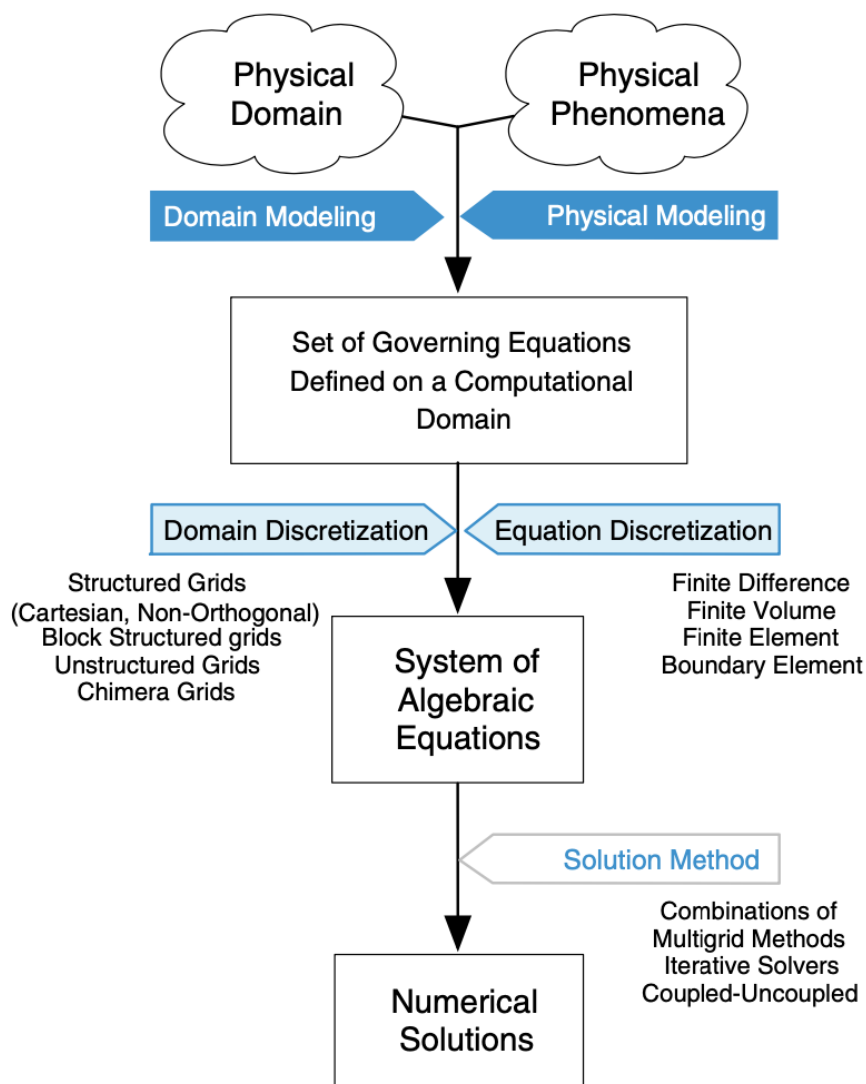 Physical
Domain
Physical
Phenomena
Domain Modeling
Physical Modeling
Set of Governing Equations
Defined on a Computational
Domain
Domain Discretization
Equation Discretization
Structured Grids
(Cartesian, Non-Orthogonal)
Block Structured grids
Unstructured Grids
Chimera Grids
Finite Difference
Finite Volume
Finite Element
Boundary Element
System of
Algebraic
Equations
Solution Method
Combinations of
Multigrid Methods
Iterative Solvers
Coupled-Uncoupled
Numerical
Solutions